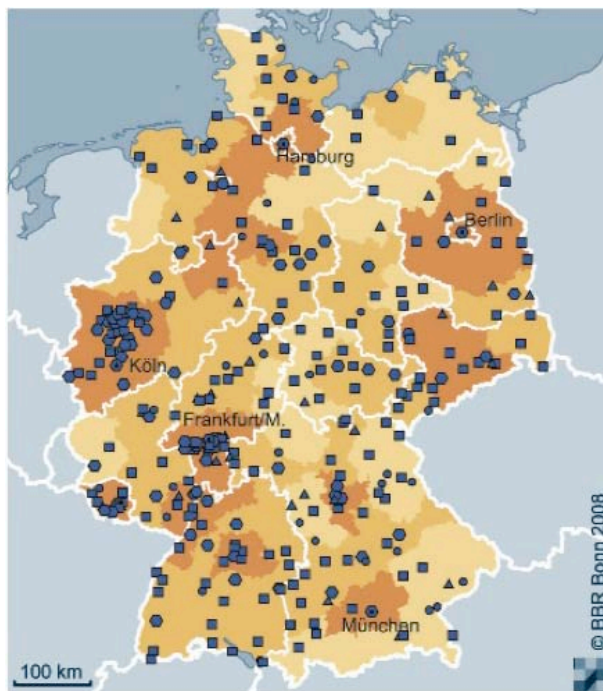 Hamburg
Berlin
Köln
Frankfurt/M.
München
100 km
© BBR Bonn 2008